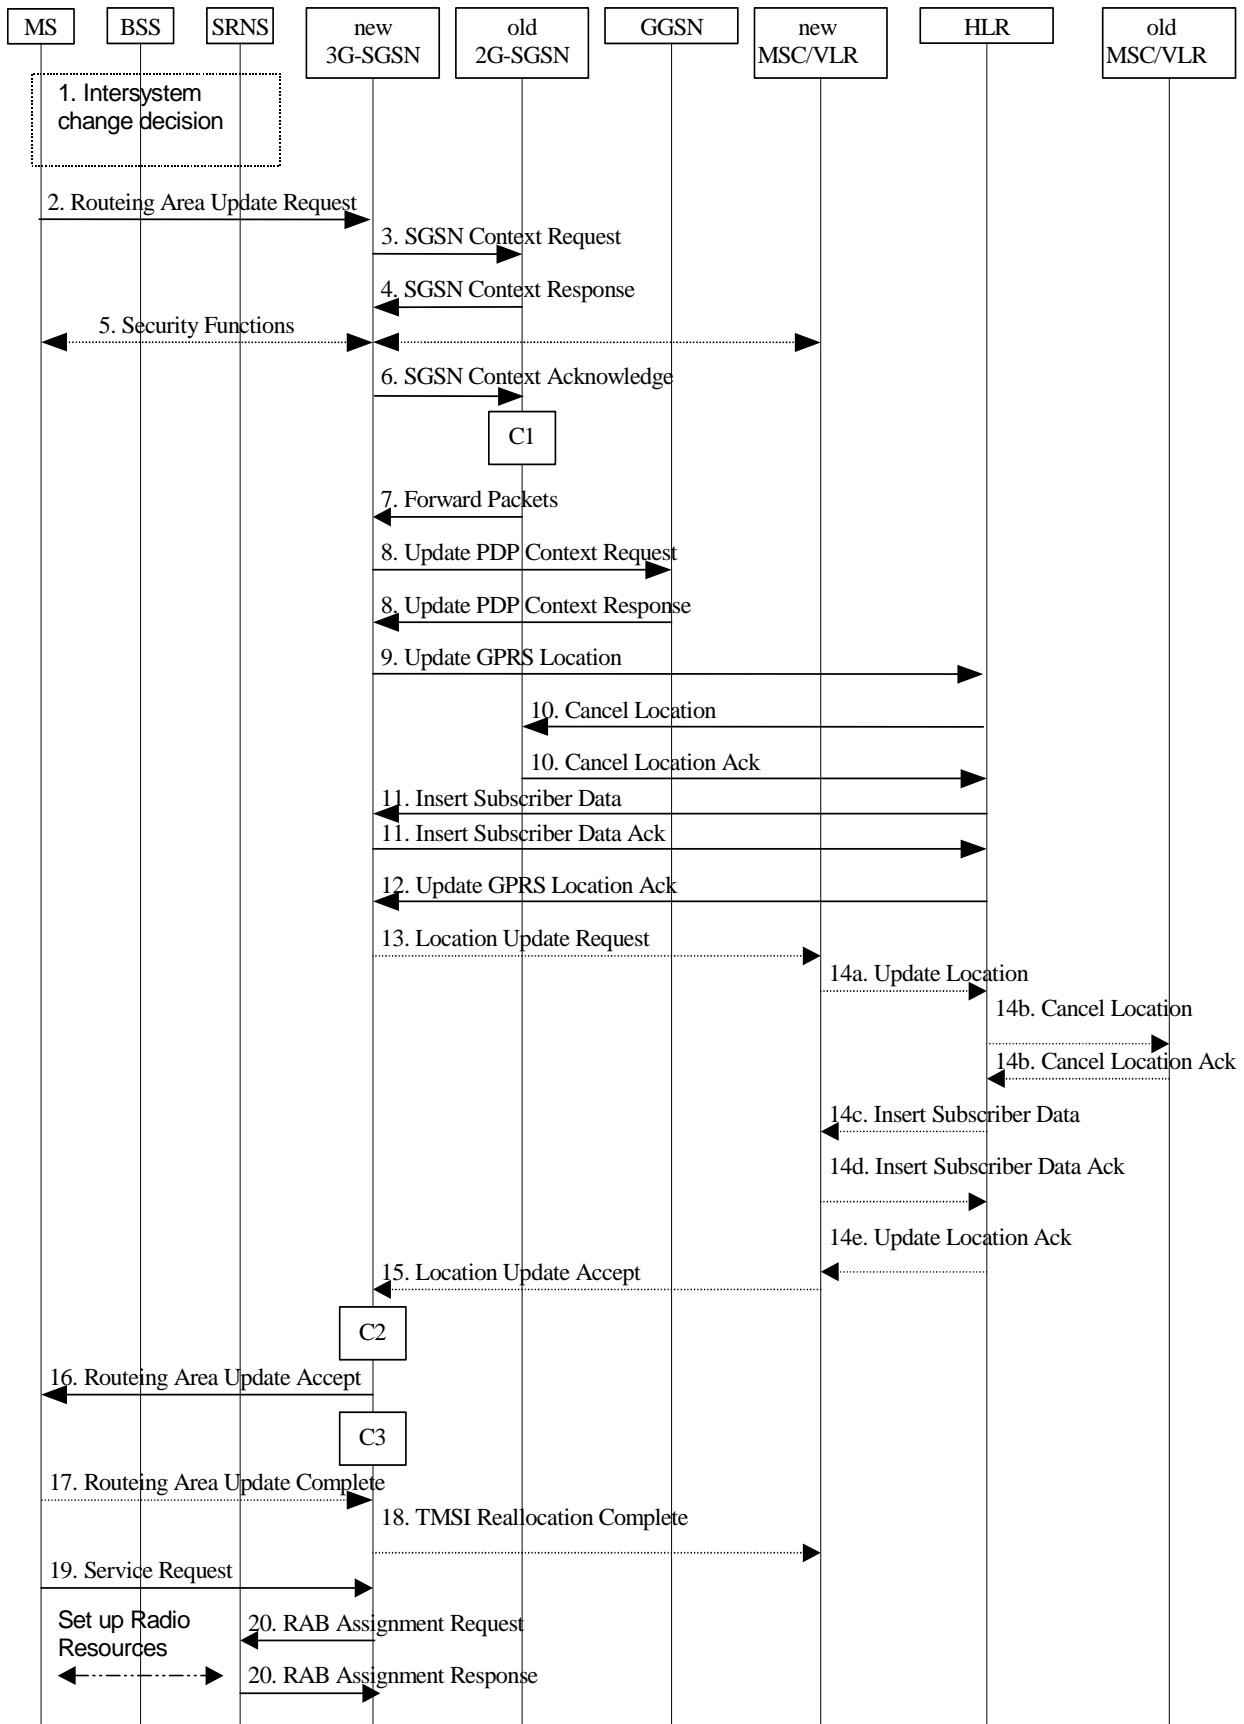 MS
BSS
SRNS
new
3G-SGSN
old
2G-SGSN
GGSN
new
MSC/VLR
HLR
old
MSC/VLR
1. Intersystem
change decision
2. Routeing Area Update Request
3. SGSN Context Request
4. SGSN Context Response
5. Security Functions
6. SGSN Context Acknowledge
C1
7. Forward Packets
8. Update PDP Context Request
8. Update PDP Context Response
9. Update GPRS Location
10. Cancel Location
10. Cancel Location Ack
11. Insert Subscriber Data
11. Insert Subscriber Data Ack
12. Update GPRS Location Ack
13. Location Update Request
14a. Update Location
14b. Cancel Location
14b. Cancel Location Ack
14c. Insert Subscriber Data
14d. Insert Subscriber Data Ack
14e. Update Location Ack
15. Location Update Accept
C2
16. Routeing Area Update Accept
C3
17. Routeing Area Update Complete
18. TMSI Reallocation Complete
19. Service Request
Set up Radio
Resources
20. RAB Assignment Request
20. RAB Assignment Response